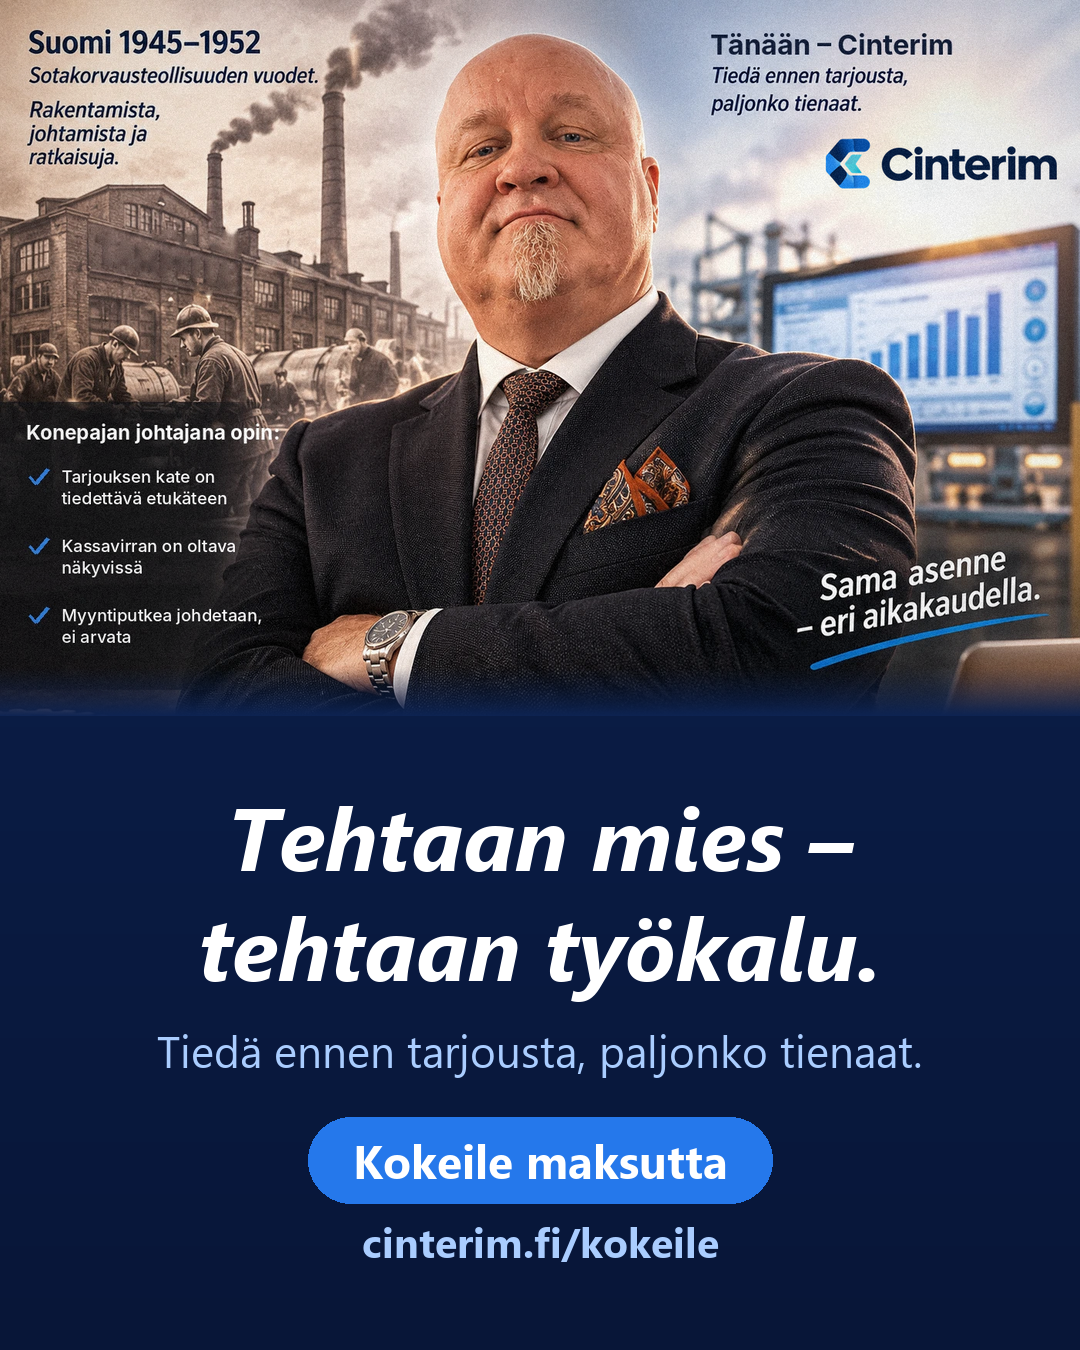 Suomi 1945–1952
Sotakorvausteollisuuden vuodet.
Rakentamista,
johtamista ja
ratkaisuja.
Tänään – Cinterim
Tiedä ennen tarjousta,
paljonko tienaat.
Cinterim
Konepajan johtajana opin:
Tarjouksen kate on
tiedettävä etukäteen
Kassavirran on oltava
näkyvissä
Myyntiputkea johdetaan,
ei arvata
Sama asenne
– eri aikakaudella.
Tehtaan mies –
tehtaan työkalu.
Tiedä ennen tarjousta, paljonko tienaat.
Kokeile maksutta
cinterim.fi/kokeile